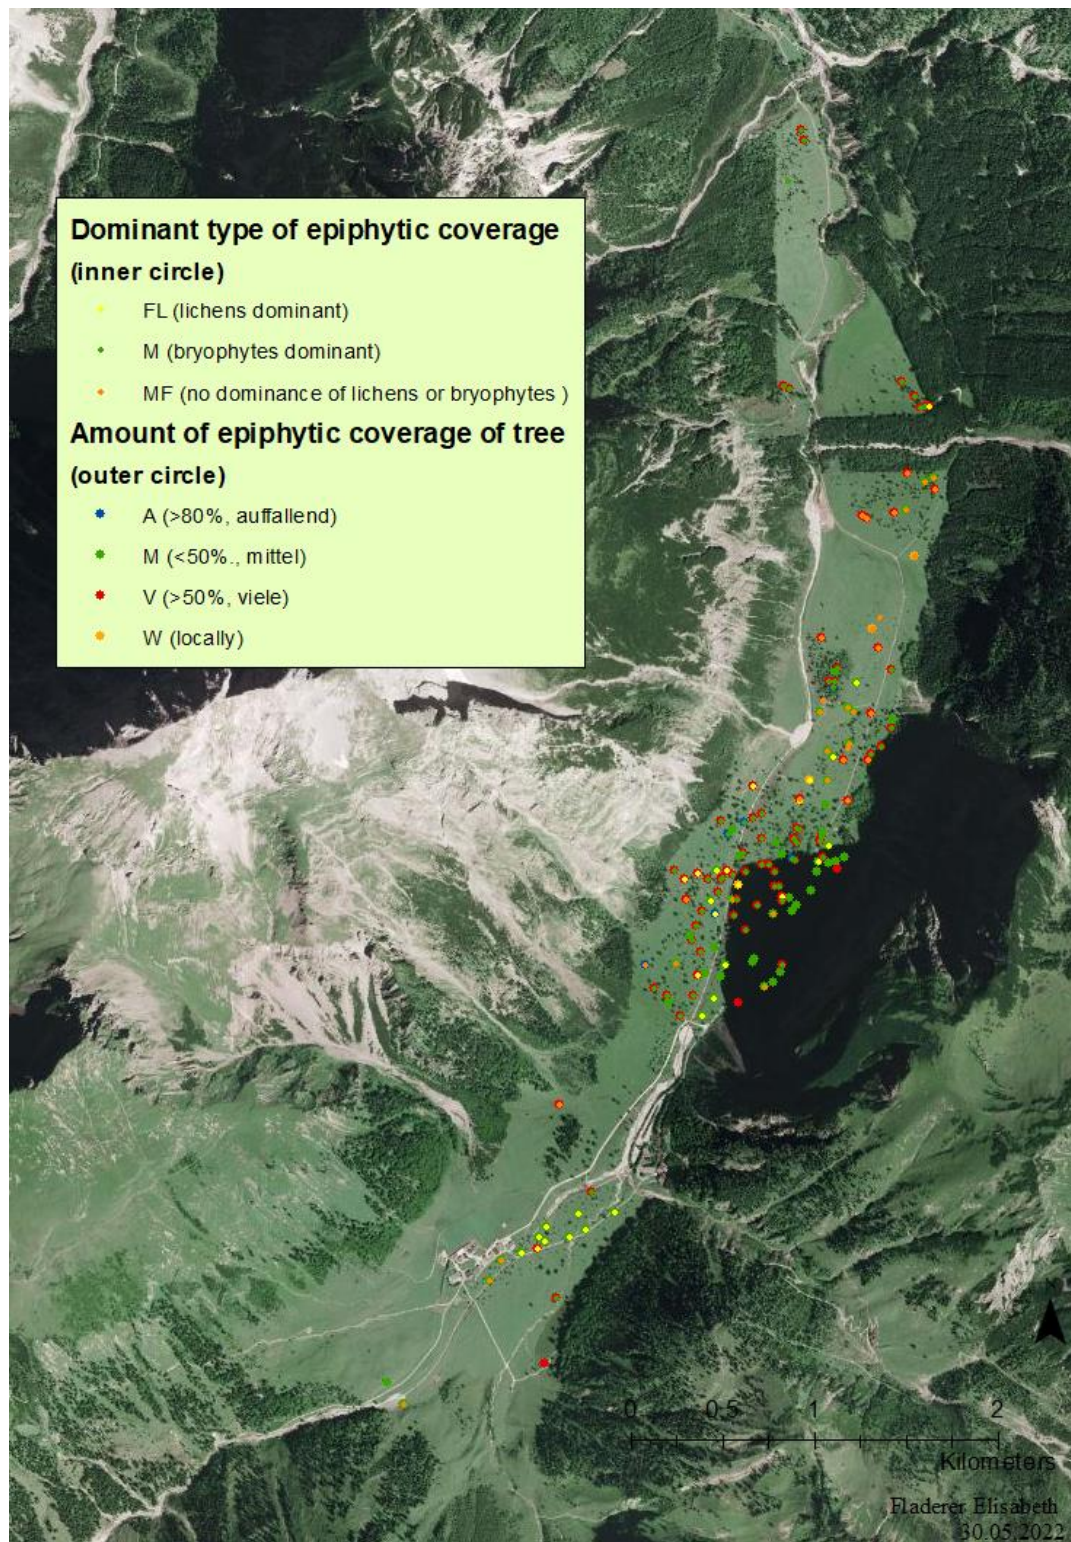 Dominant type of epiphytic coverage
(inner circle)
FL (lichens dominant)
M (bryophytes dominant)
MF (no dominance of lichens or bryophytes )
Amount of epiphytic coverage of tree
(outer circle)
A (>80%, auffallend)
M (<50%., mittel)
V (>50%, viele)
W (locally)
0 0,5 1 2
Kilometers
Fladerer Elisabeth
30.05.2022